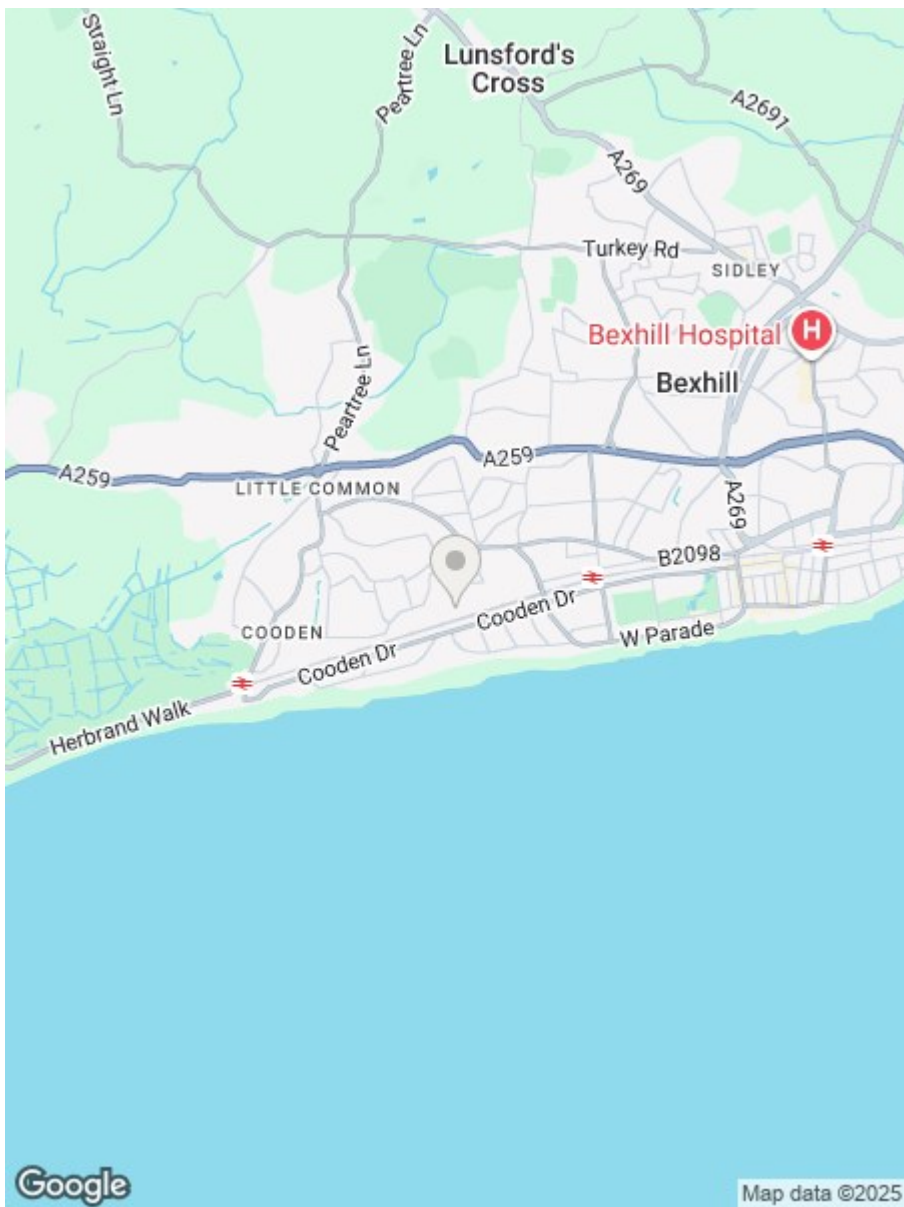 Straight Ln
Peartree Ln
Lunsford's
Cross
A2691
A269
Turkey Rd
SIDLEY
Bexhill Hospital
H
Bexhill
Peartree Ln
A259
A259
LITTLE COMMON
A269
B2098
Cooden Dr
W Parade
COODEN
Cooden Dr
Herbrand Walk
Google
Map data ©2025